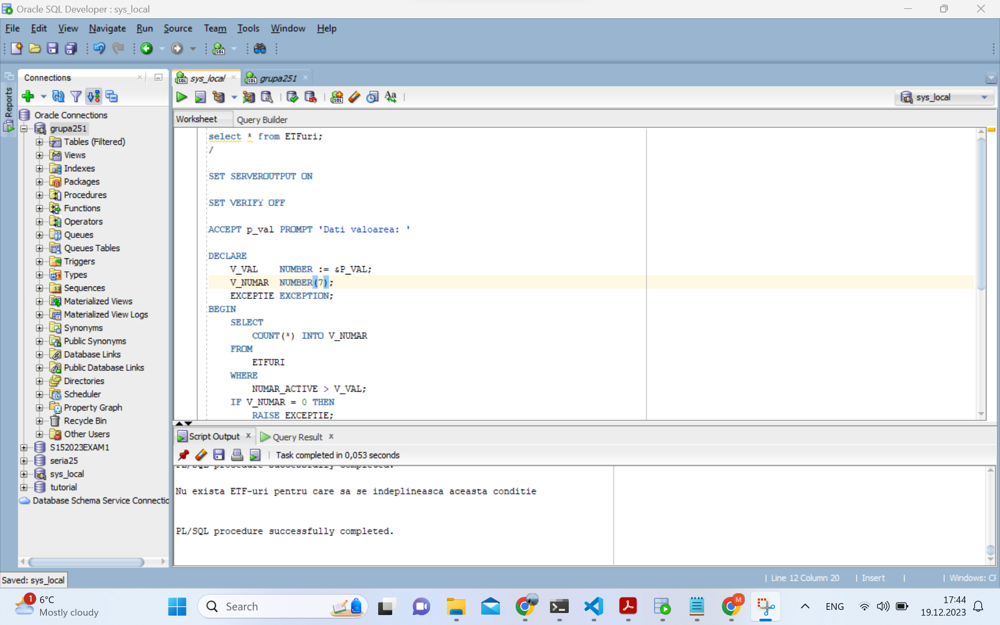 Oracle SQL Developer : sys_local
File Edit View Navigate Run Source Team Tools Window Help
Reports
Connections
Oracle Connections
grupa251
Tables (Filtered)
Views
Indexes
Packages
Procedures
Functions
Operators
Queues
Queues Tables
Triggers
Types
Sequences
Materialized Views
Materialized View Logs
Synonyms
Public Synonyms
Database Links
Public Database Links
Directories
Scheduler
Property Graph
Recycle Bin
Other Users
S152023EXAM1
seria25
sys_local
tutorial
Database Schema Service Connectio
sys_local grupa251
sys_local
Worksheet Query Builder
select * from ETFuri;
/
SET SERVEROUTPUT ON
SET VERIFY OFF
ACCEPT p_val PROMPT 'Dati valoarea: '
DECLARE
V_VAL NUMBER := &P_VAL;
V_NUMAR NUMBER(7);
EXCEPTIE EXCEPTION;
BEGIN
SELECT
COUNT(*) INTO V_NUMAR
FROM
ETFURI
WHERE
NUMAR_ACTIVE > V_VAL;
IF V_NUMAR = 0 THEN
RAISE EXCEPTIE;
Script Output Query Result
Task completed in 0,053 seconds
PL/SQL procedure successfully completed.
Nu exista ETF-uri pentru care sa se indeplineasca aceasta conditie
PL/SQL procedure successfully completed.
Saved: sys_local
Line 12 Column 20 | Insert | | Windows: CF
1
6°C
Mostly cloudy
Search
M
ENG
17:44
19.12.2023